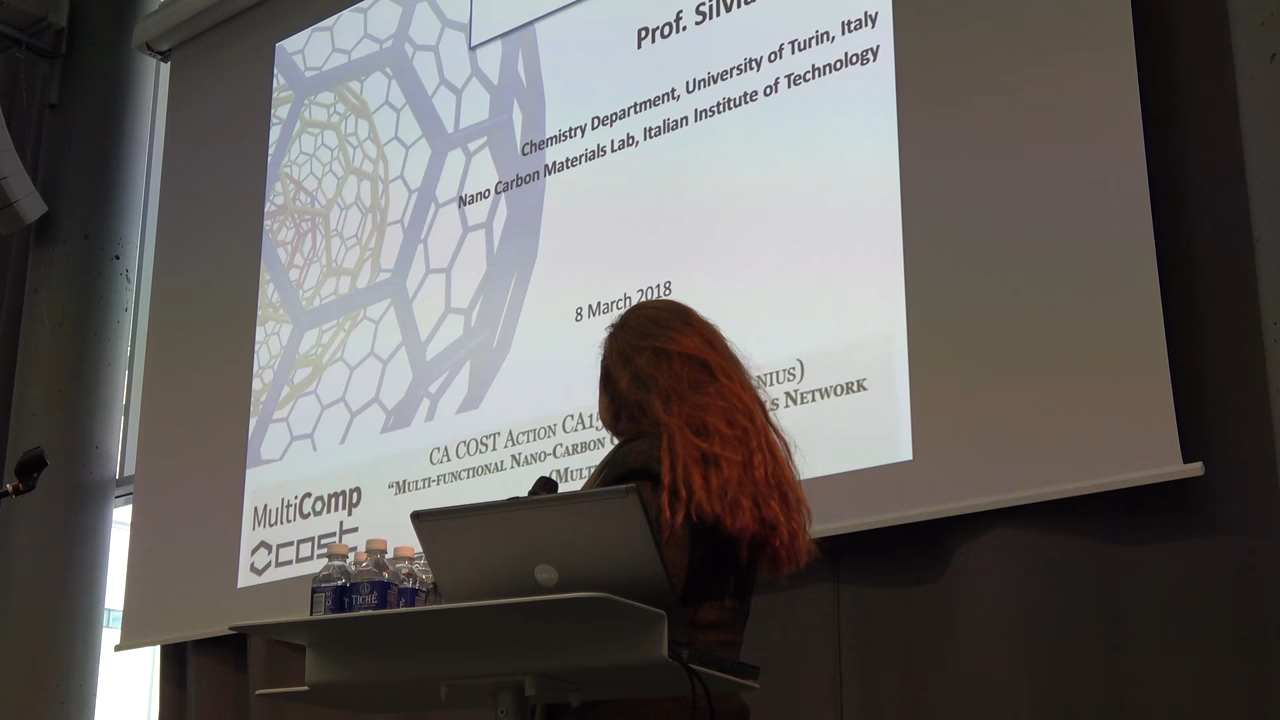 Prof. Silvia
Chemistry Department, University of Turin, Italy
Nano Carbon Materials Lab, Italian Institute of Technology
8 March 2018
CA COST Action CA15 NIUS)
“Multi-functional Nano-Carbon Network
(Mult
MultiComp
cost
TICHÉ